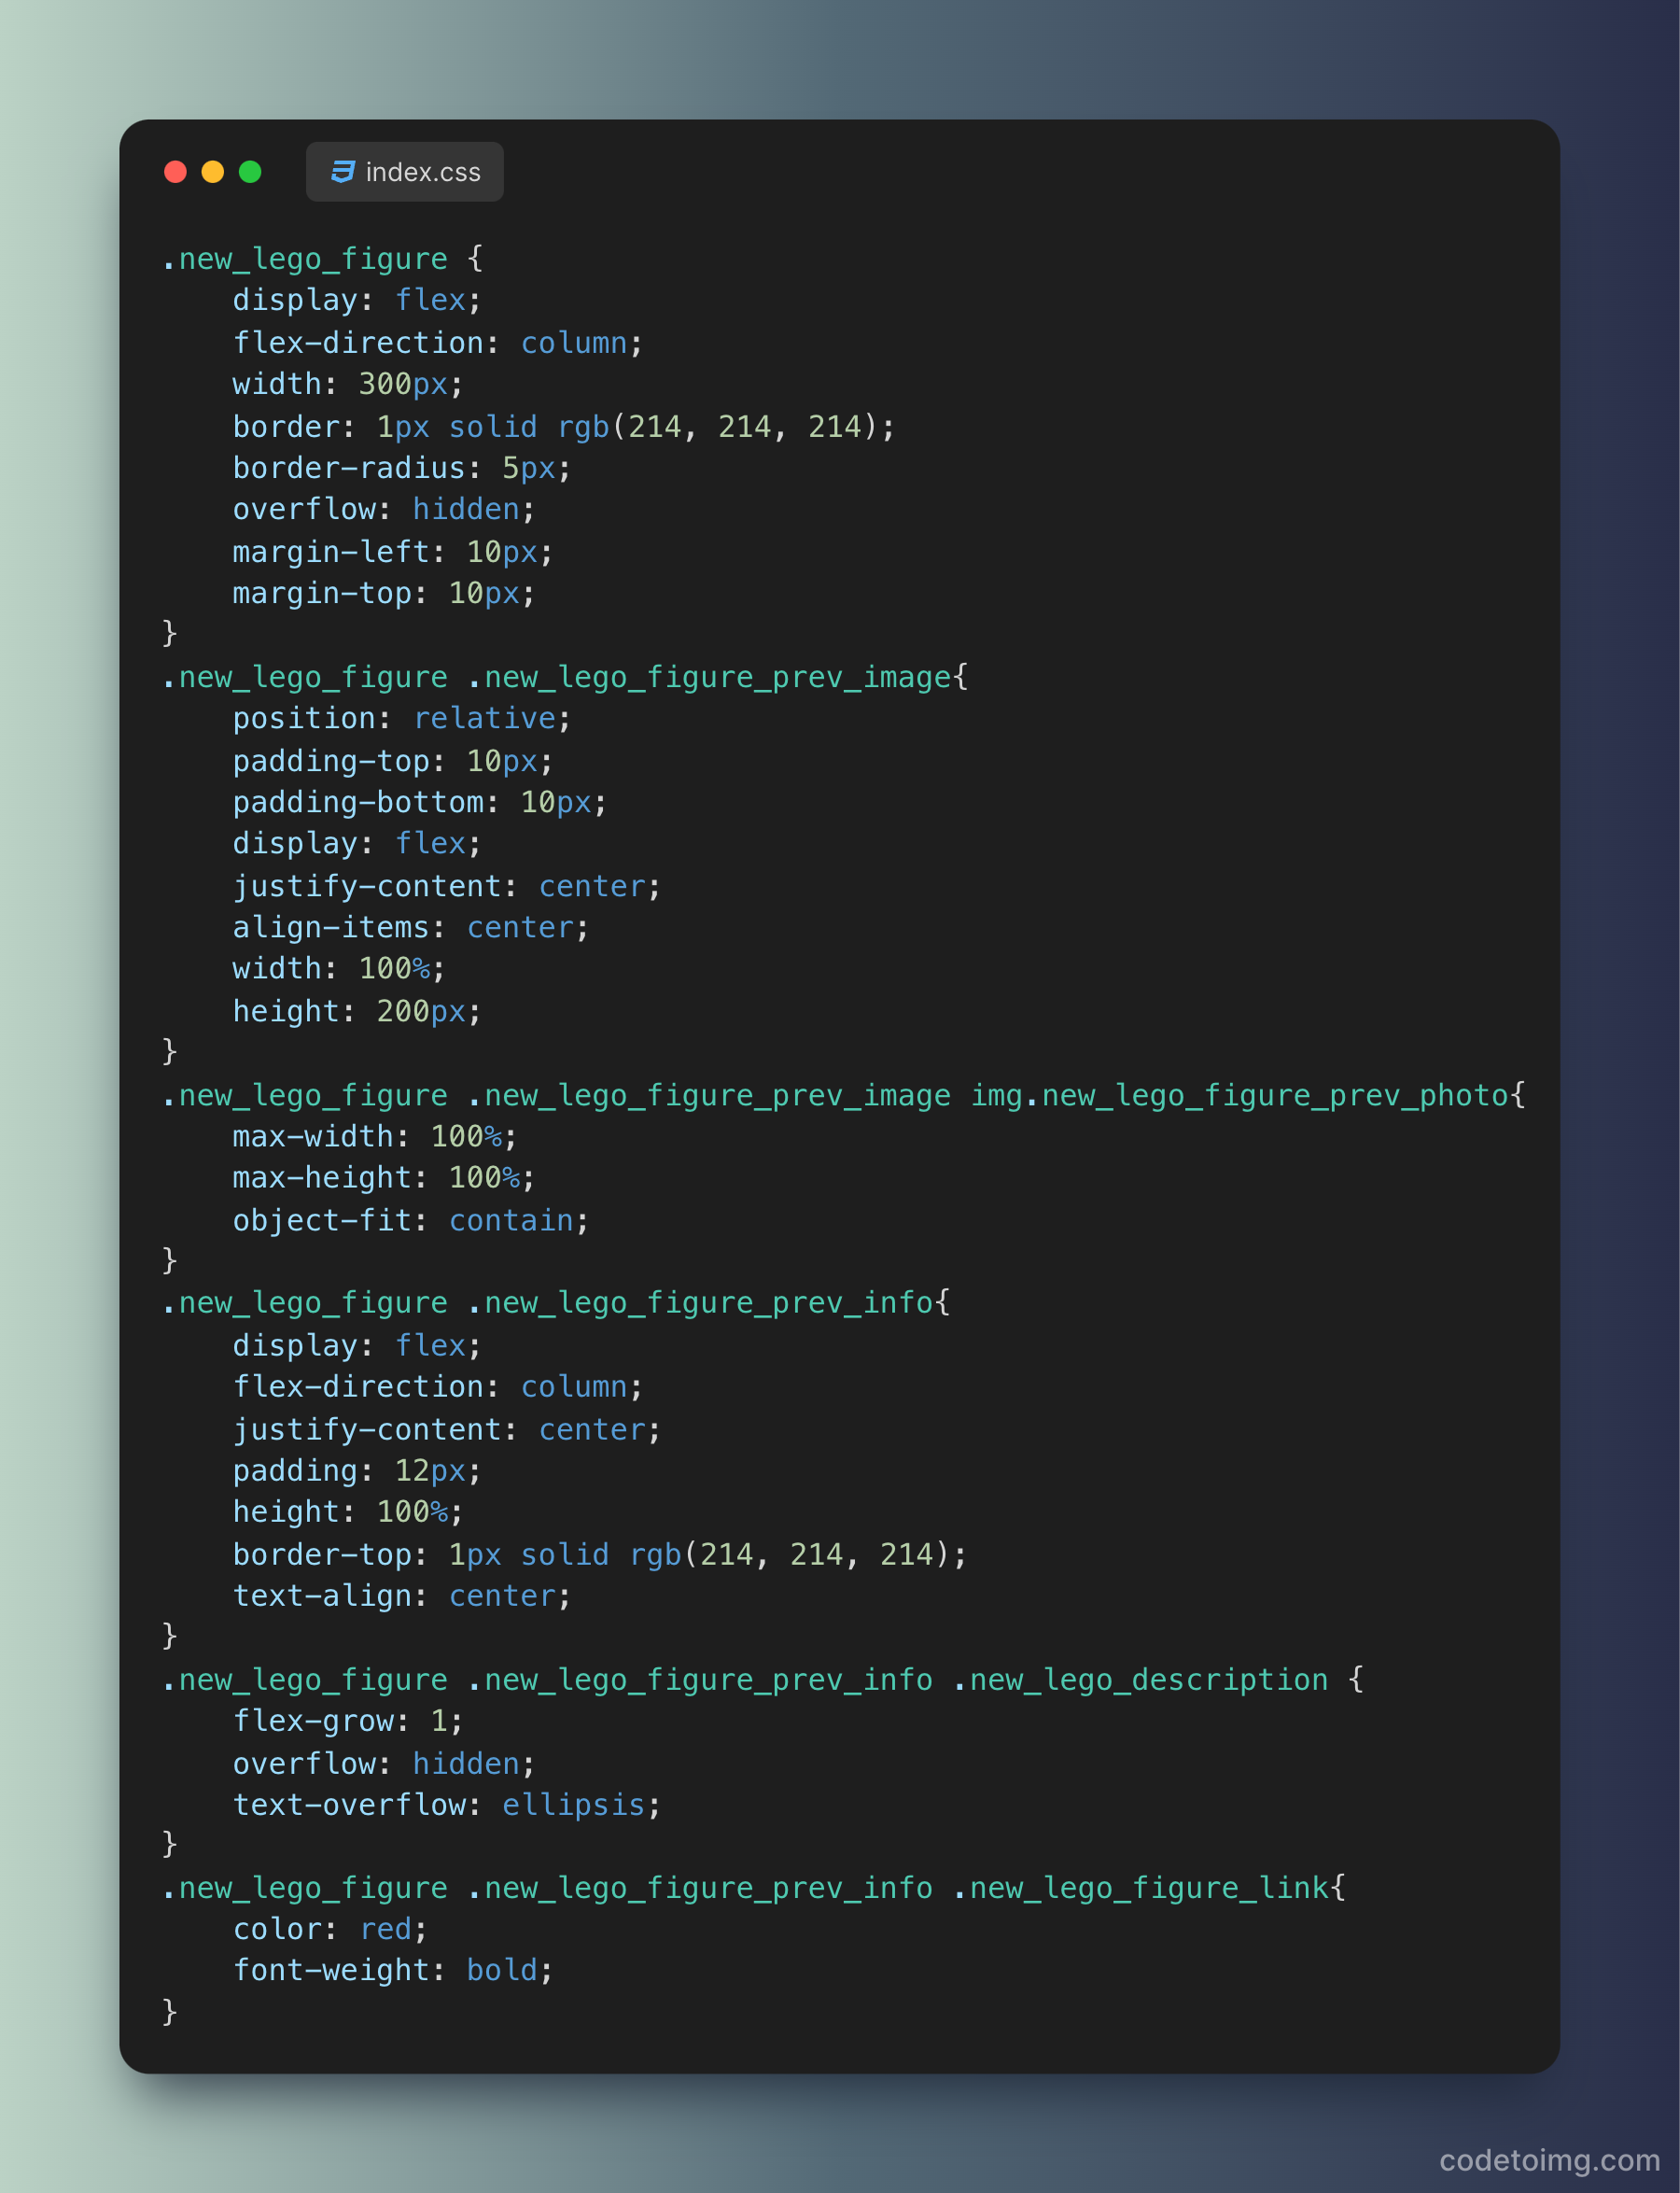 index.css
.new_lego_figure {
    display: flex;
    flex-direction: column;
    width: 300px;
    border: 1px solid rgb(214, 214, 214);
    border-radius: 5px;
    overflow: hidden;
    margin-left: 10px;
    margin-top: 10px;
}
.new_lego_figure .new_lego_figure_prev_image{
    position: relative;
    padding-top: 10px;
    padding-bottom: 10px;
    display: flex;
    justify-content: center;
    align-items: center;
    width: 100%;
    height: 200px;
}
.new_lego_figure .new_lego_figure_prev_image img.new_lego_figure_prev_photo{
    max-width: 100%;
    max-height: 100%;
    object-fit: contain;
}
.new_lego_figure .new_lego_figure_prev_info{
    display: flex;
    flex-direction: column;
    justify-content: center;
    padding: 12px;
    height: 100%;
    border-top: 1px solid rgb(214, 214, 214);
    text-align: center;
}
.new_lego_figure .new_lego_figure_prev_info .new_lego_description {
    flex-grow: 1;
    overflow: hidden;
    text-overflow: ellipsis;
}
.new_lego_figure .new_lego_figure_prev_info .new_lego_figure_link{
    color: red;
    font-weight: bold;
}
codetoimg.com